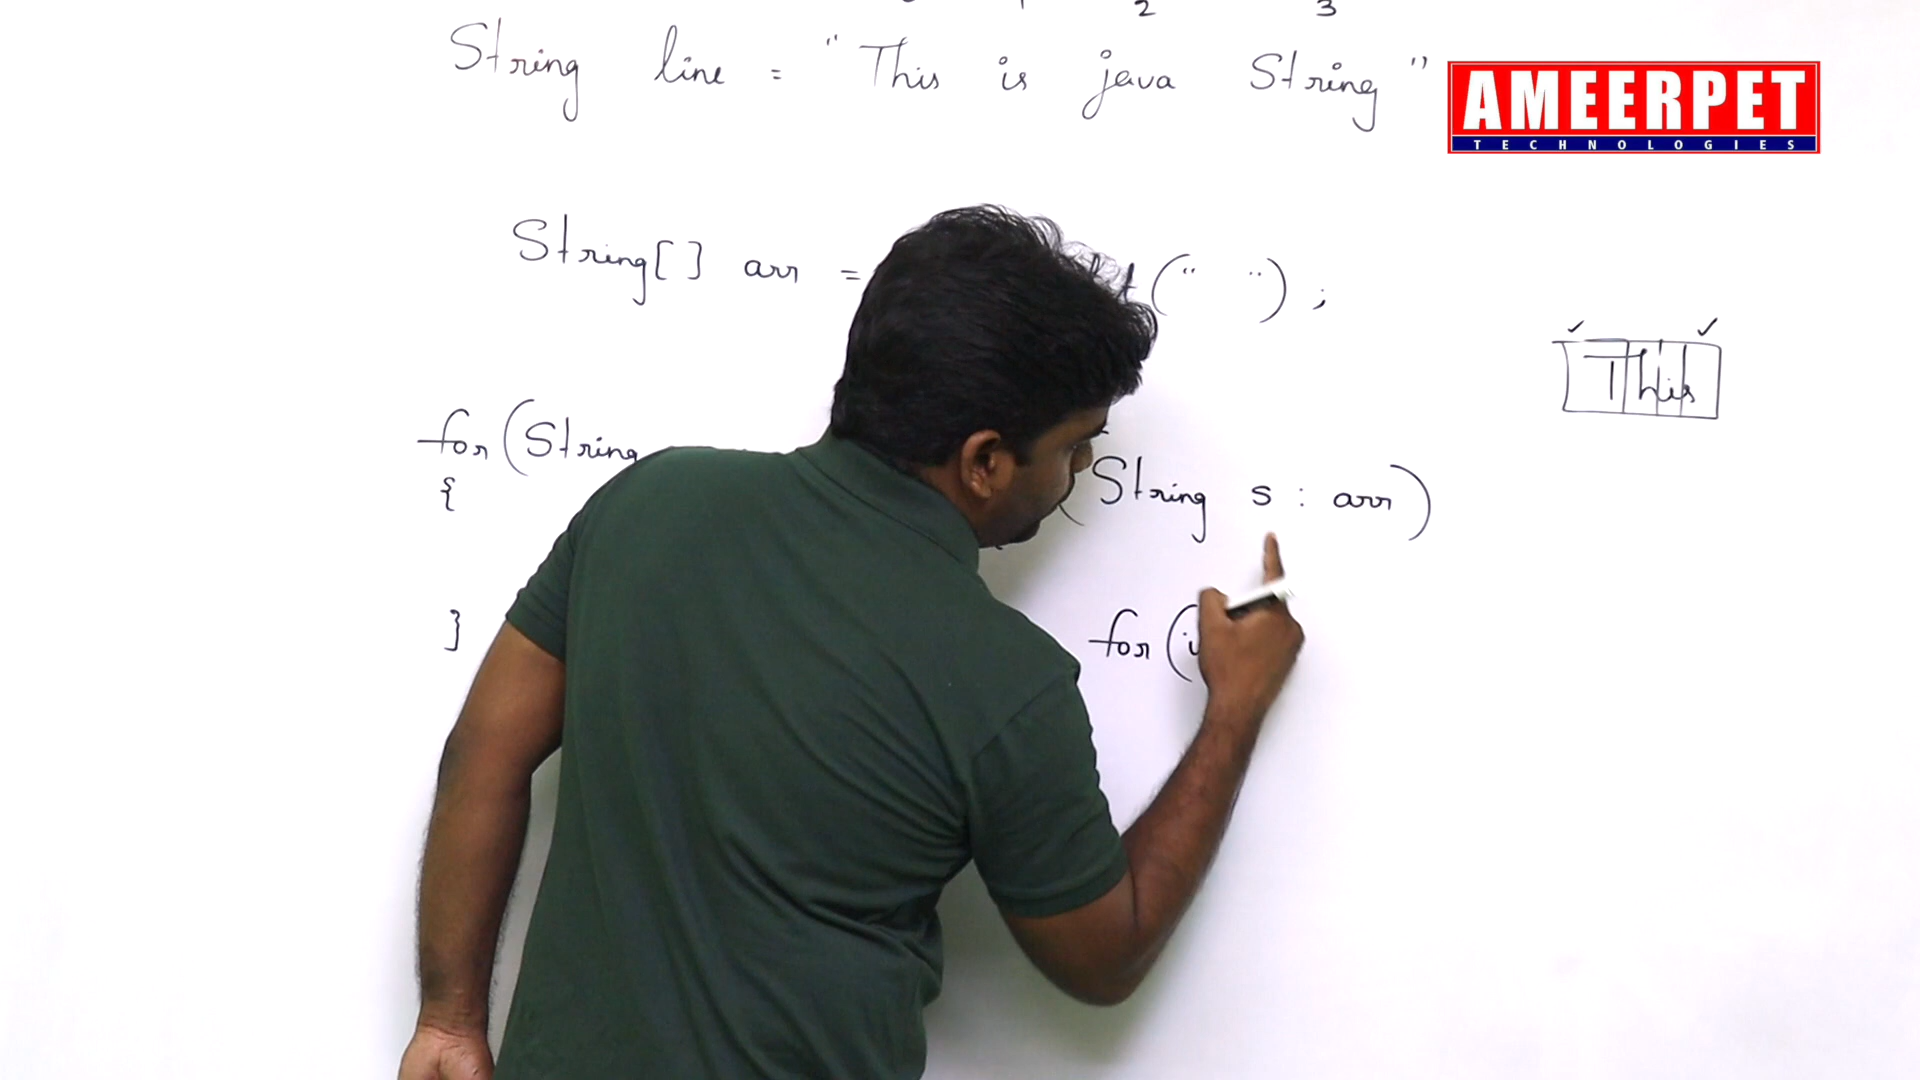 2 3
String line = "This is java String"
AMEERPET
TECHNOLOGIES
String[] arr = (" ");
This
for(String
{
(String s : arr)
for(i
}